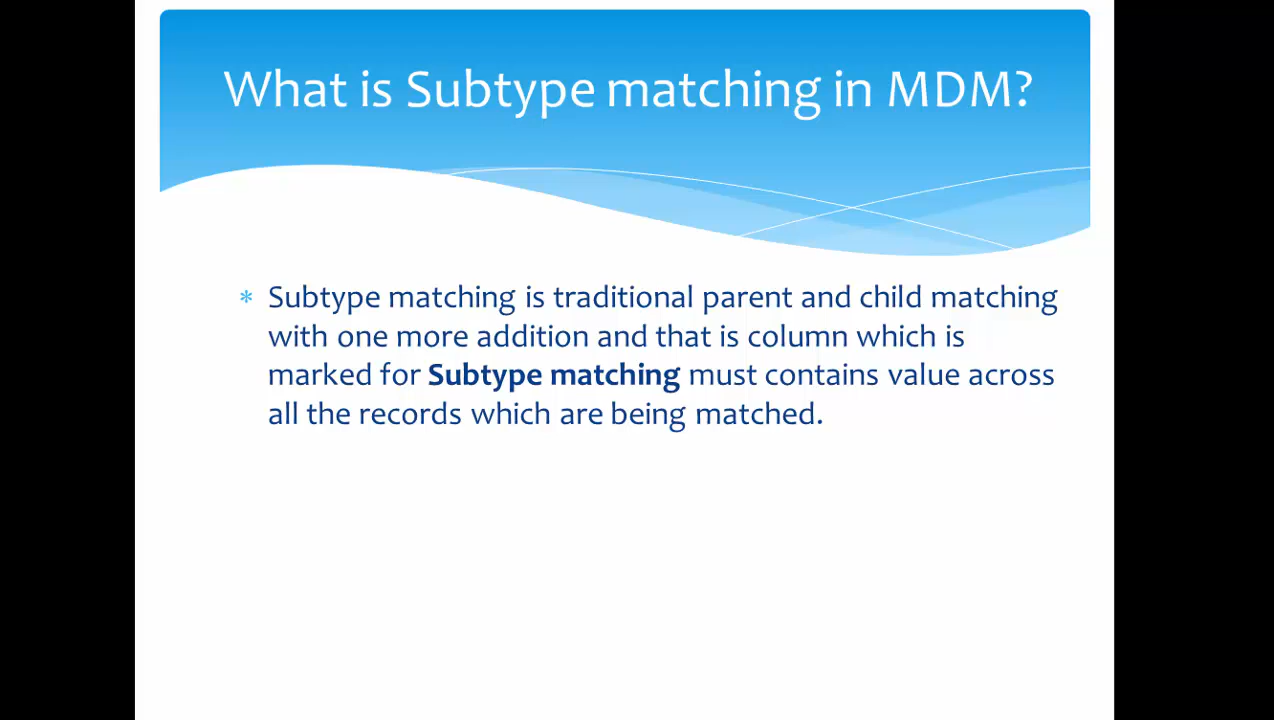 What is Subtype matching in MDM?
* Subtype matching is traditional parent and child matching
with one more addition and that is column which is
marked for Subtype matching must contains value across
all the records which are being matched.